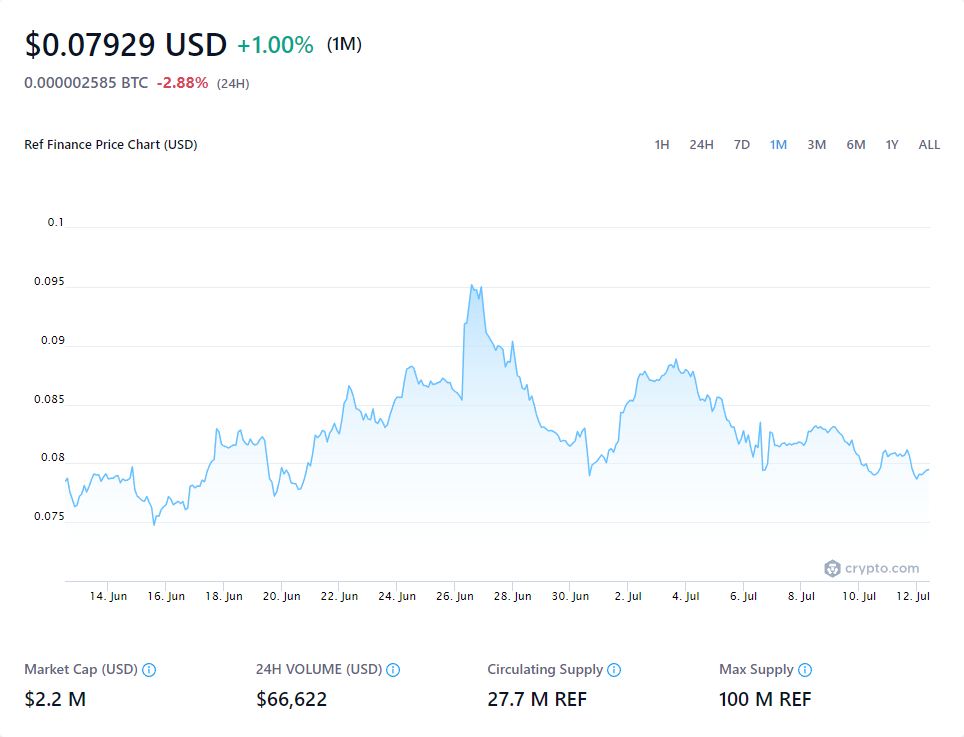 $0.07929 USD +1.00% (1M)
0.000002585 BTC -2.88% (24H)
Ref Finance Price Chart (USD) 1H 24H 7D 1M 3M 6M 1Y ALL
0.1
0.095
0.09
0.085
0.08
0.075
crypto.com
14. Jun 16. Jun 18. Jun 20. Jun 22. Jun 24. Jun 26. Jun 28. Jun 30. Jun 2. Jul 4. Jul 6. Jul 8. Jul 10. Jul 12. Jul
Market Cap (USD) 24H VOLUME (USD) Circulating Supply Max Supply
$2.2 M $66,622 27.7 M REF 100 M REF